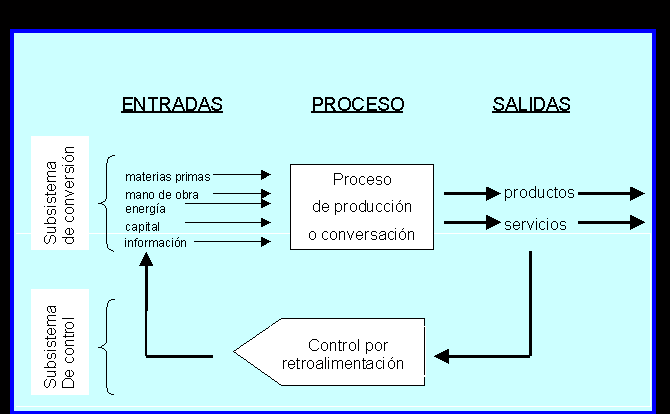 ENTRADAS
PROCESO
SALIDAS
Subsistema
de conversión
materias primas
mano de obra
energía
capital
información
Proceso
de producción
o conversación
productos
servicios
Subsistema
De control
Control por
retroalimentación